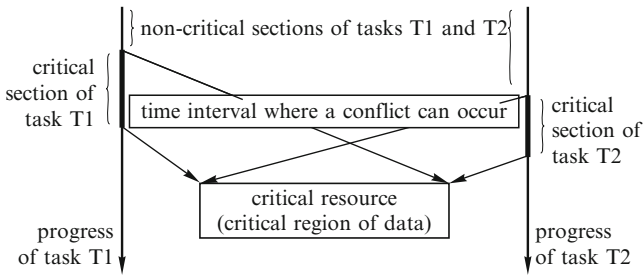 non-critical sections of tasks T1 and T2
critical
section of
task T1
time interval where a conflict can occur
critical
section of
task T2
critical resource
(critical region of data)
progress
of task T1
progress
of task T2